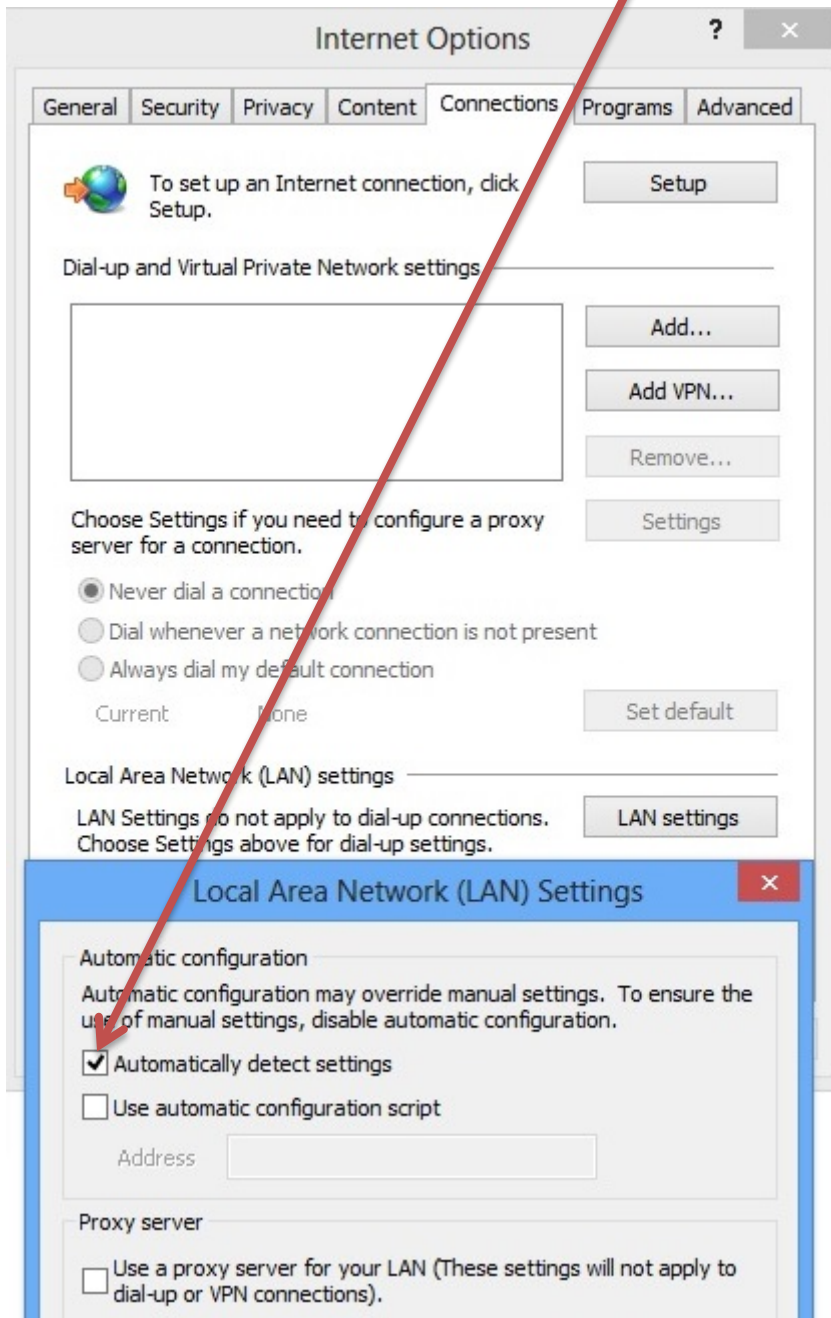 Internet Options
?
General Security Privacy Content Connections Programs Advanced
To set up an Internet connection, click
Setup.
Setup
Dial-up and Virtual Private Network settings
Add...
Add VPN...
Remove...
Choose Settings if you need to configure a proxy
server for a connection.
Settings
Never dial a connection
Dial whenever a network connection is not present
Always dial my default connection
Current None
Set default
Local Area Network (LAN) settings
LAN Settings do not apply to dial-up connections.
Choose Settings above for dial-up settings.
LAN settings
Local Area Network (LAN) Settings
Automatic configuration
Automatic configuration may override manual settings. To ensure the
use of manual settings, disable automatic configuration.
Automatically detect settings
Use automatic configuration script
Address
Proxy server
Use a proxy server for your LAN (These settings will not apply to
dial-up or VPN connections).